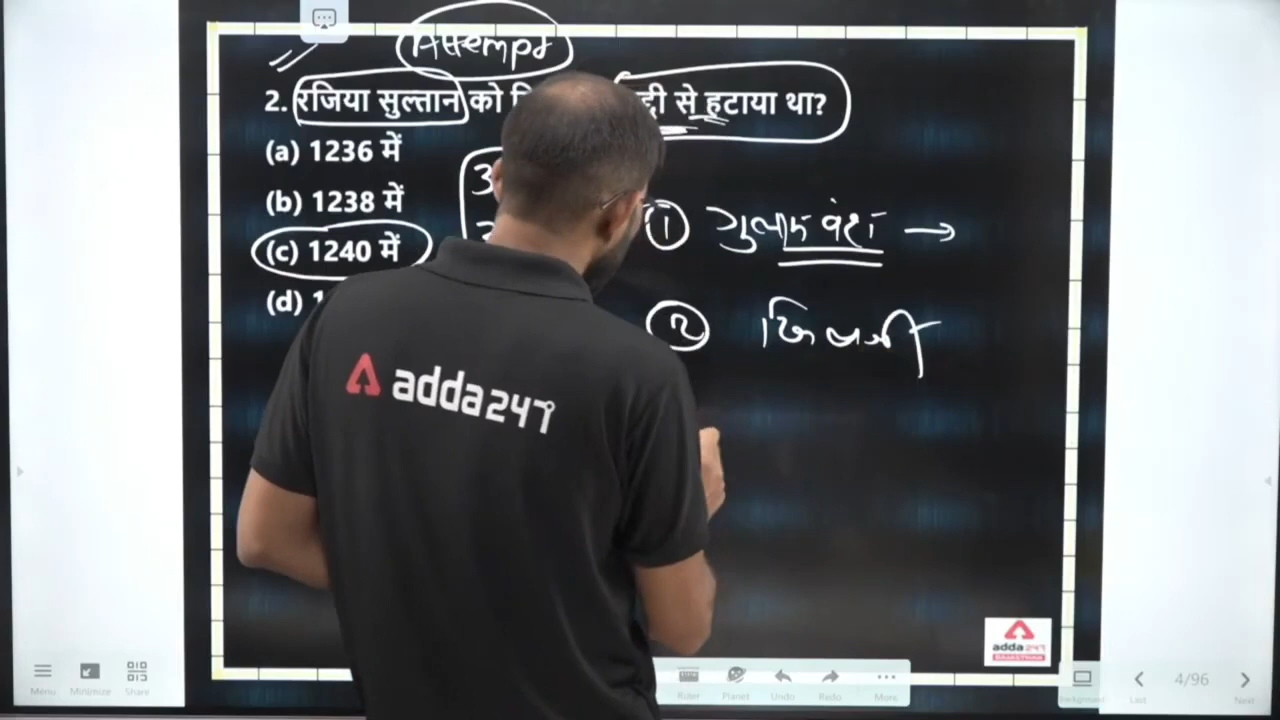 Attempt
2. रजिया सुल्तान को द्दी से हटाया था?
(a) 1236 में
(b) 1238 में
(c) 1240 में
(d) 1
① गुलाम वंश →
② खिलजी
adda247
adda247
Menu Minimize Share
Ruler Planet Undo Redo More
Last 4/96 Next